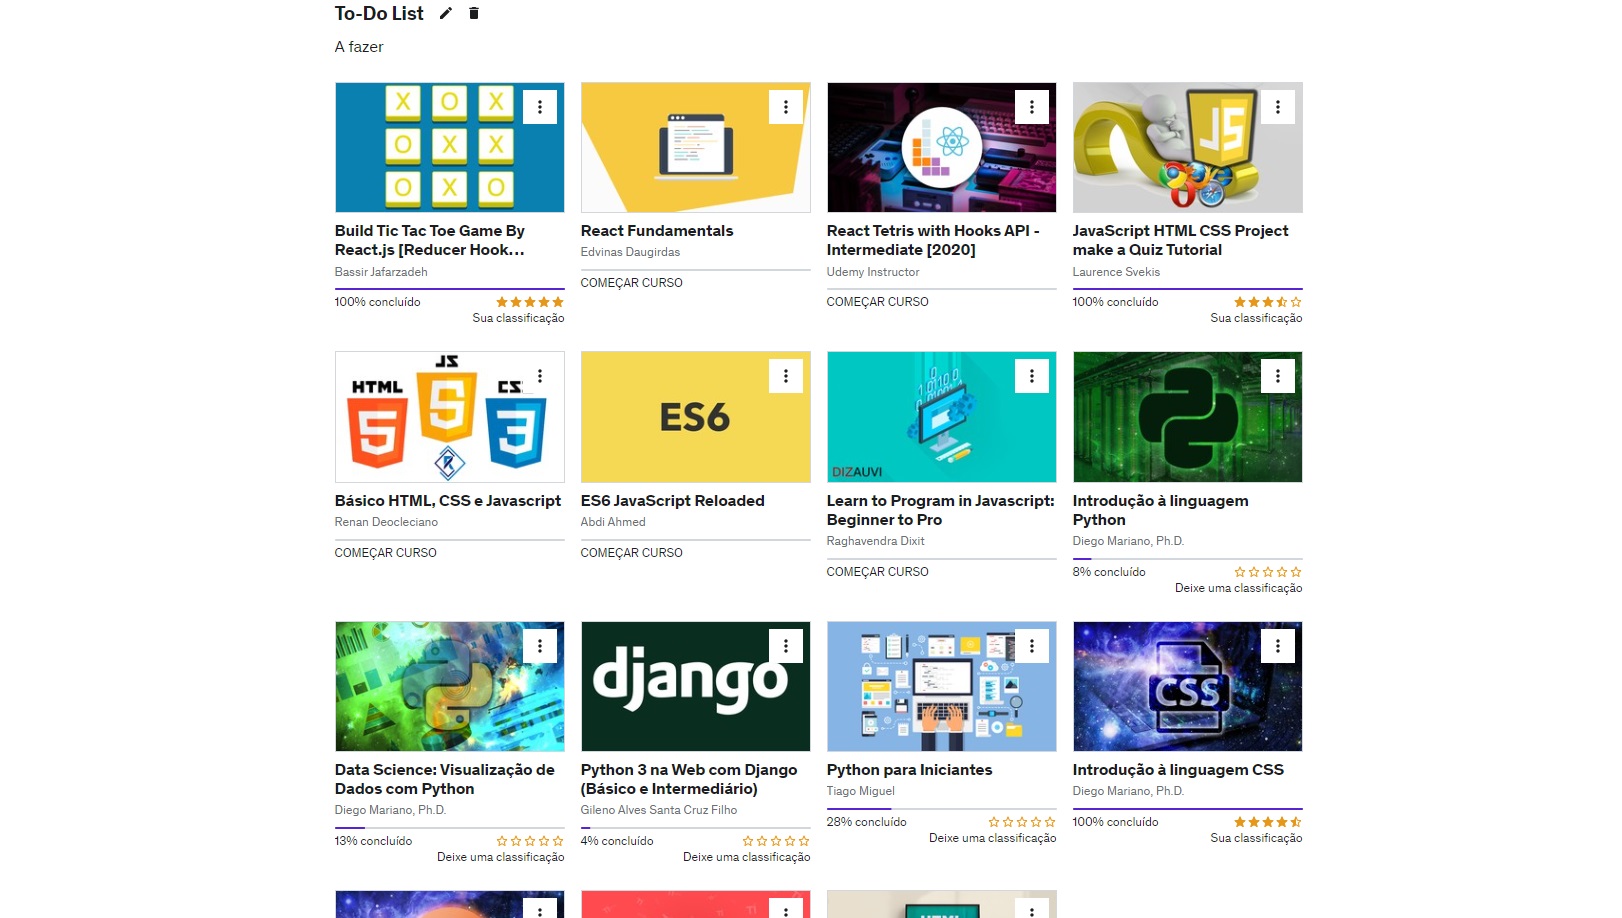 To-Do List
A fazer
X O X
O X X
O X O
Build Tic Tac Toe Game By
React.js [Reducer Hook...
Bassir Jafarzadeh
100% concluído
Sua classificação
React Fundamentals
Edvinas Daugirdas
COMEÇAR CURSO
React Tetris with Hooks API -
Intermediate [2020]
Udemy Instructor
COMEÇAR CURSO
JS
JavaScript HTML CSS Project
make a Quiz Tutorial
Laurence Svekis
100% concluído
Sua classificação
HTML JS CS
5 5 3
Básico HTML, CSS e Javascript
Renan Deocleciano
COMEÇAR CURSO
ES6
ES6 JavaScript Reloaded
Abdi Ahmed
COMEÇAR CURSO
DIZAUVI
Learn to Program in Javascript:
Beginner to Pro
Raghavendra Dixit
COMEÇAR CURSO
Introdução à linguagem
Python
Diego Mariano, Ph.D.
8% concluído
Deixe uma classificação
Data Science: Visualização de
Dados com Python
Diego Mariano, Ph.D.
13% concluído
Deixe uma classificação
django
Python 3 na Web com Django
(Básico e Intermediário)
Gileno Alves Santa Cruz Filho
4% concluído
Deixe uma classificação
Python para Iniciantes
Tiago Miguel
28% concluído
Deixe uma classificação
CSS
Introdução à linguagem CSS
Diego Mariano, Ph.D.
100% concluído
Sua classificação